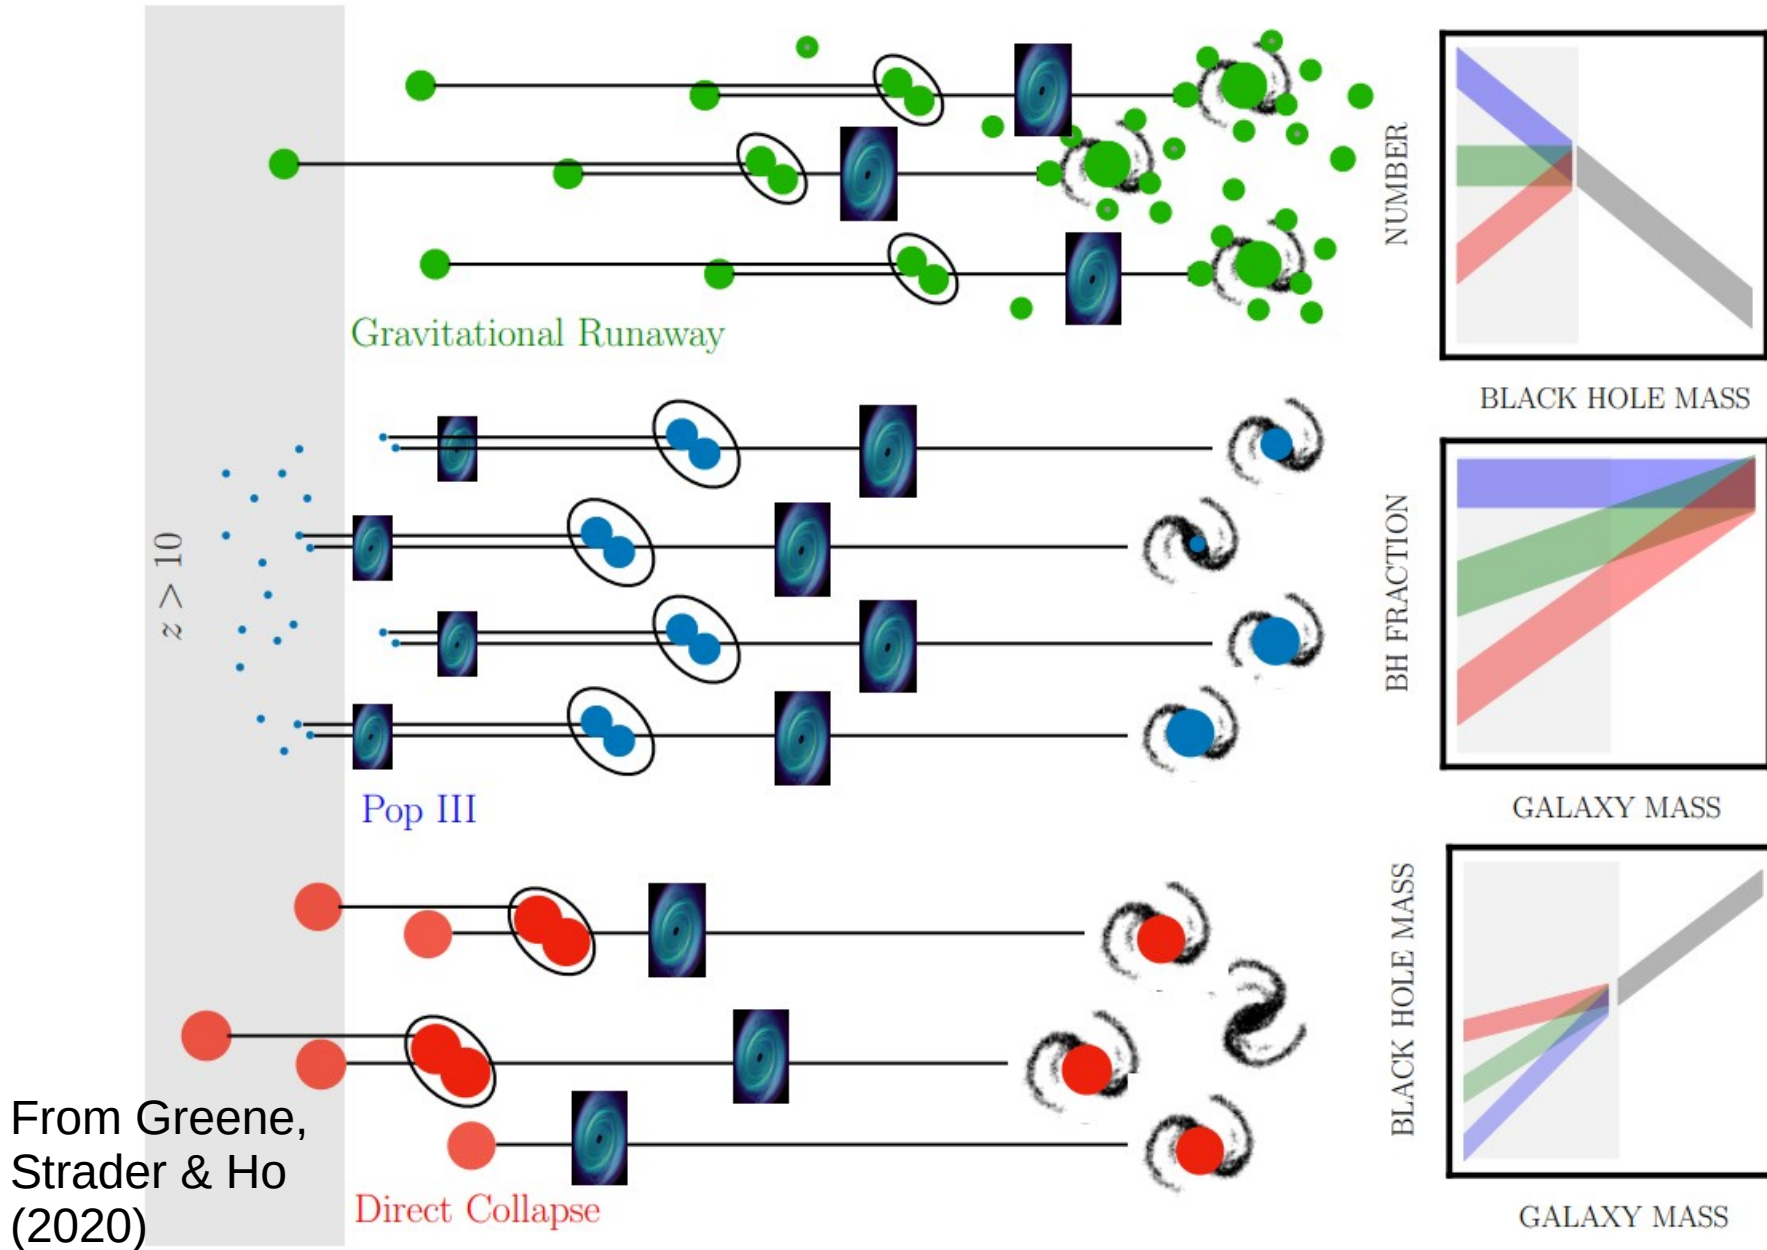 z > 10
Gravitational Runaway
Pop III
Direct Collapse
From Greene,
Strader & Ho
(2020)
NUMBER
BLACK HOLE MASS
BH FRACTION
GALAXY MASS
BLACK HOLE MASS
GALAXY MASS